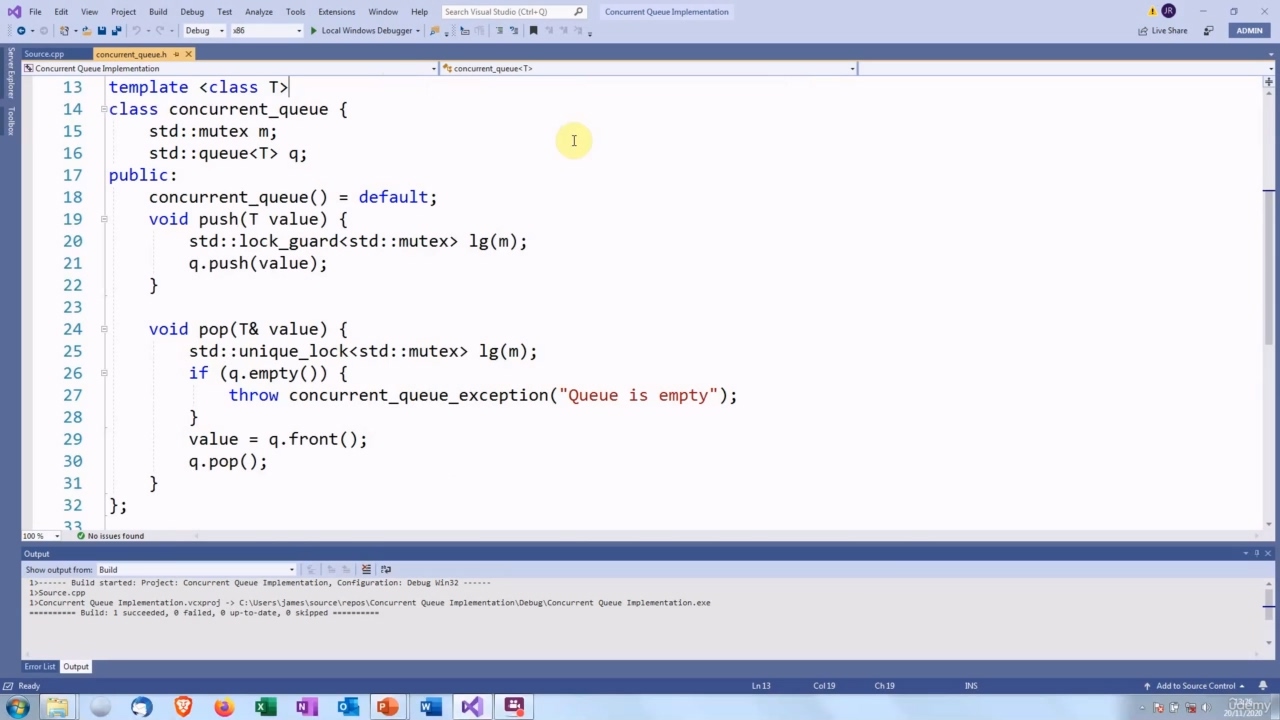 File Edit View Project Build Debug Test Analyze Tools Extensions Window Help Search Visual Studio (Ctrl+Q) Concurrent Queue Implementation JR
Debug x86 Local Windows Debugger Live Share ADMIN
Source.cpp concurrent_queue.h
Server Explorer
Toolbox
Concurrent Queue Implementation concurrent_queue<T>
13 template <class T>
14 class concurrent_queue {
15 std::mutex m;
16 std::queue<T> q;
17 public:
18 concurrent_queue() = default;
19 void push(T value) {
20 std::lock_guard<std::mutex> lg(m);
21 q.push(value);
22 }
23
24 void pop(T& value) {
25 std::unique_lock<std::mutex> lg(m);
26 if (q.empty()) {
27 throw concurrent_queue_exception("Queue is empty");
28 }
29 value = q.front();
30 q.pop();
31 }
32 };
33
100 % No issues found
Output
Show output from: Build
1>------ Build started: Project: Concurrent Queue Implementation, Configuration: Debug Win32 ------
1>Source.cpp
1>Concurrent Queue Implementation.vcxproj -> C:\Users\james\source\repos\Concurrent Queue Implementation\Debug\Concurrent Queue Implementation.exe
========== Build: 1 succeeded, 0 failed, 0 up-to-date, 0 skipped ==========
Error List Output
Ready Ln 13 Col 19 Ch 19 INS Add to Source Control
udemy
20/11/2020